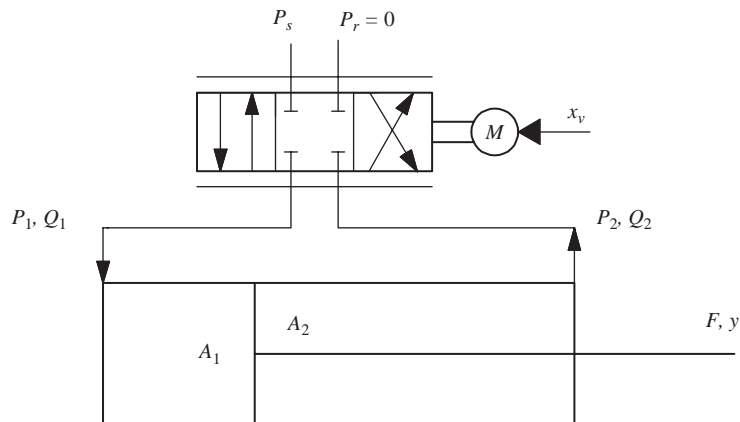 P_s P_r = 0
M x_v
P_1, Q_1 P_2, Q_2
A_1 A_2 F, y